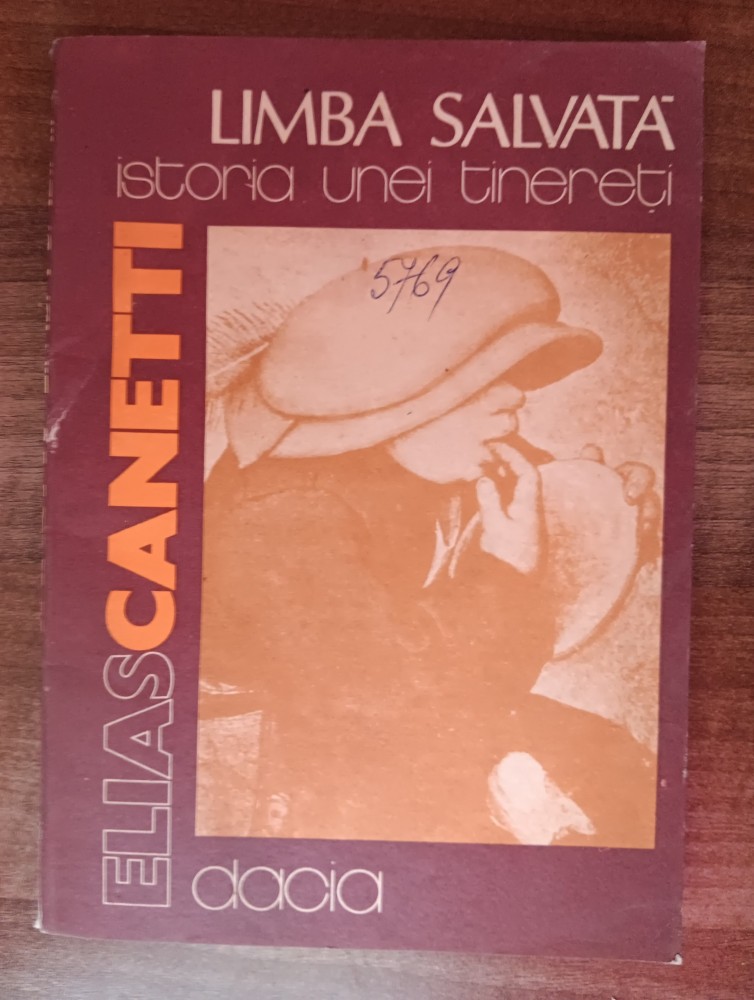 LIMBA SALVATĂ
istoria unei tinereți
5769
ELIAS CANETTI
dacia